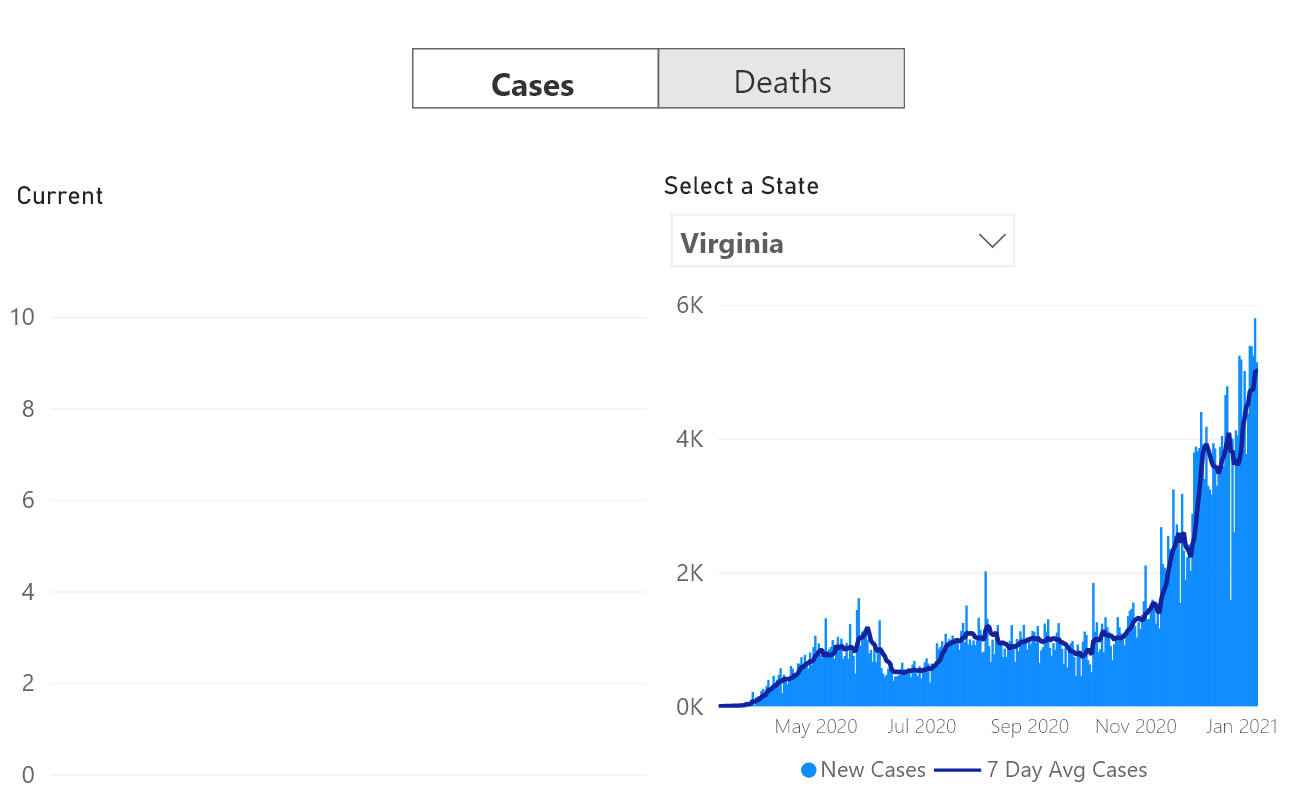 Cases Deaths
Current
10
8
6
4
2
0
Select a State
Virginia
6K
4K
2K
0K
May 2020 Jul 2020 Sep 2020 Nov 2020 Jan 2021
New Cases 7 Day Avg Cases